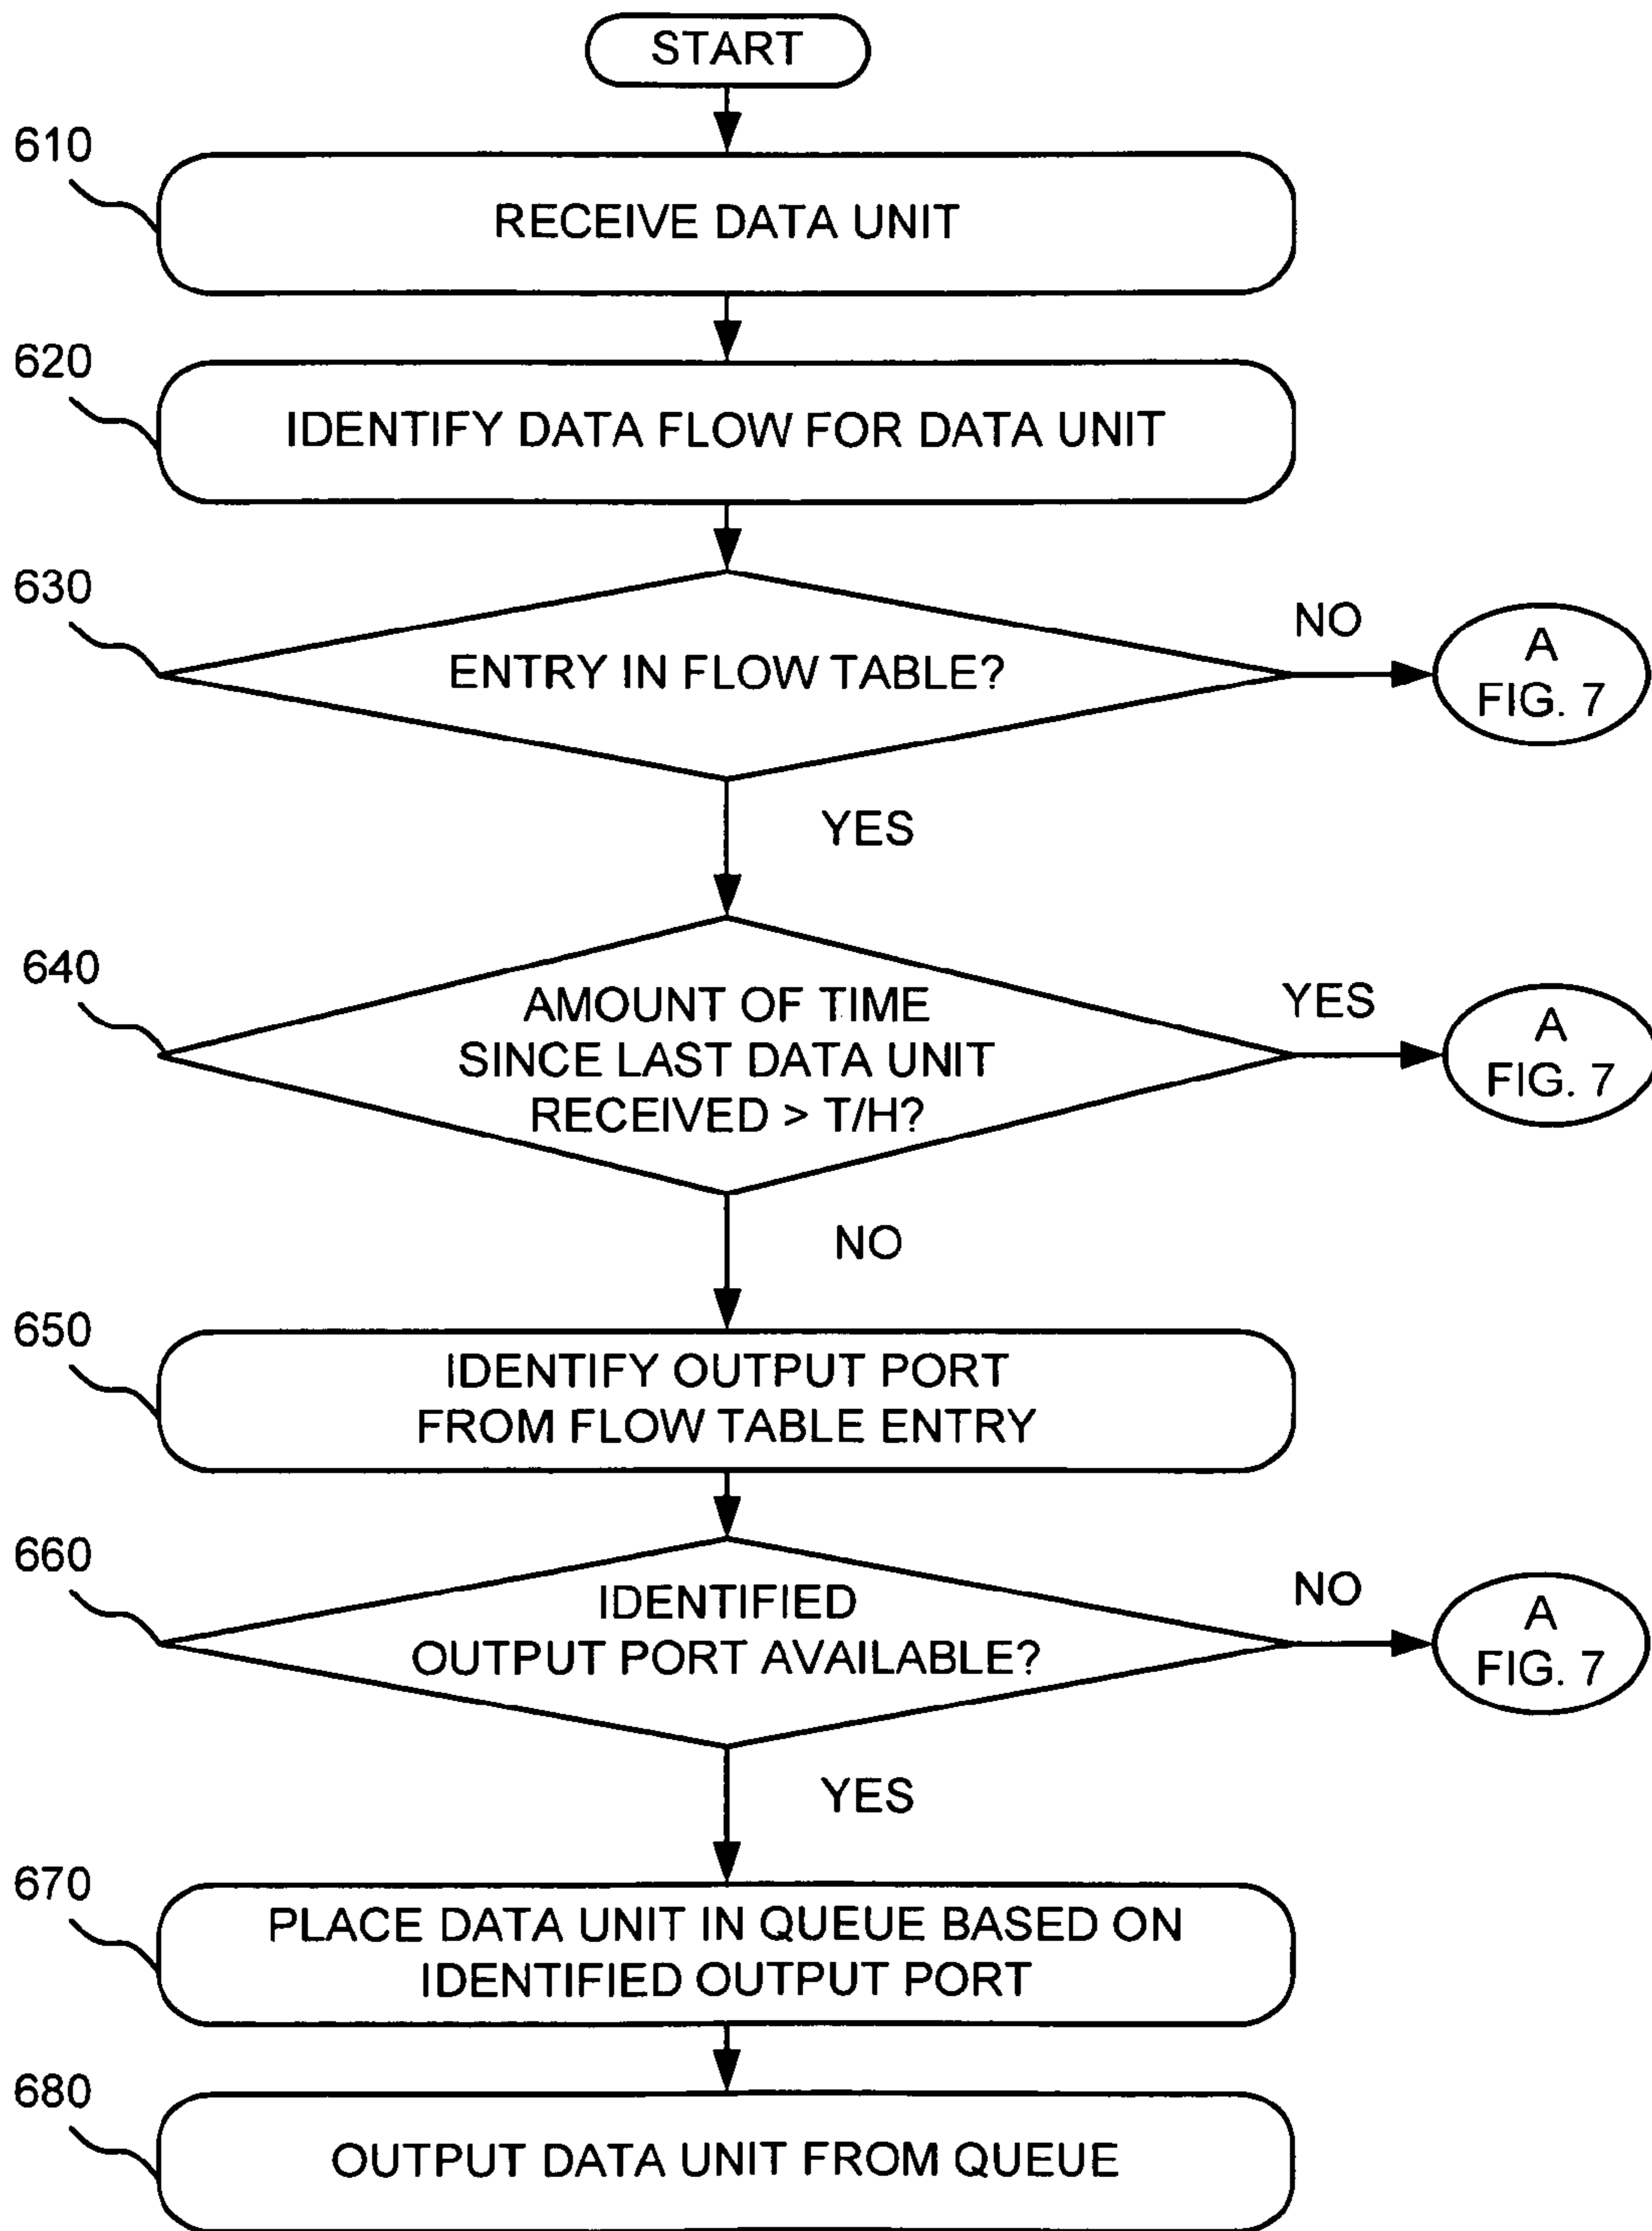 START
610
RECEIVE DATA UNIT
620
IDENTIFY DATA FLOW FOR DATA UNIT
630
ENTRY IN FLOW TABLE?
NO
A
FIG. 7
YES
640
AMOUNT OF TIME
SINCE LAST DATA UNIT
RECEIVED > T/H?
YES
A
FIG. 7
NO
650
IDENTIFY OUTPUT PORT
FROM FLOW TABLE ENTRY
660
IDENTIFIED
OUTPUT PORT AVAILABLE?
NO
A
FIG. 7
YES
670
PLACE DATA UNIT IN QUEUE BASED ON
IDENTIFIED OUTPUT PORT
680
OUTPUT DATA UNIT FROM QUEUE